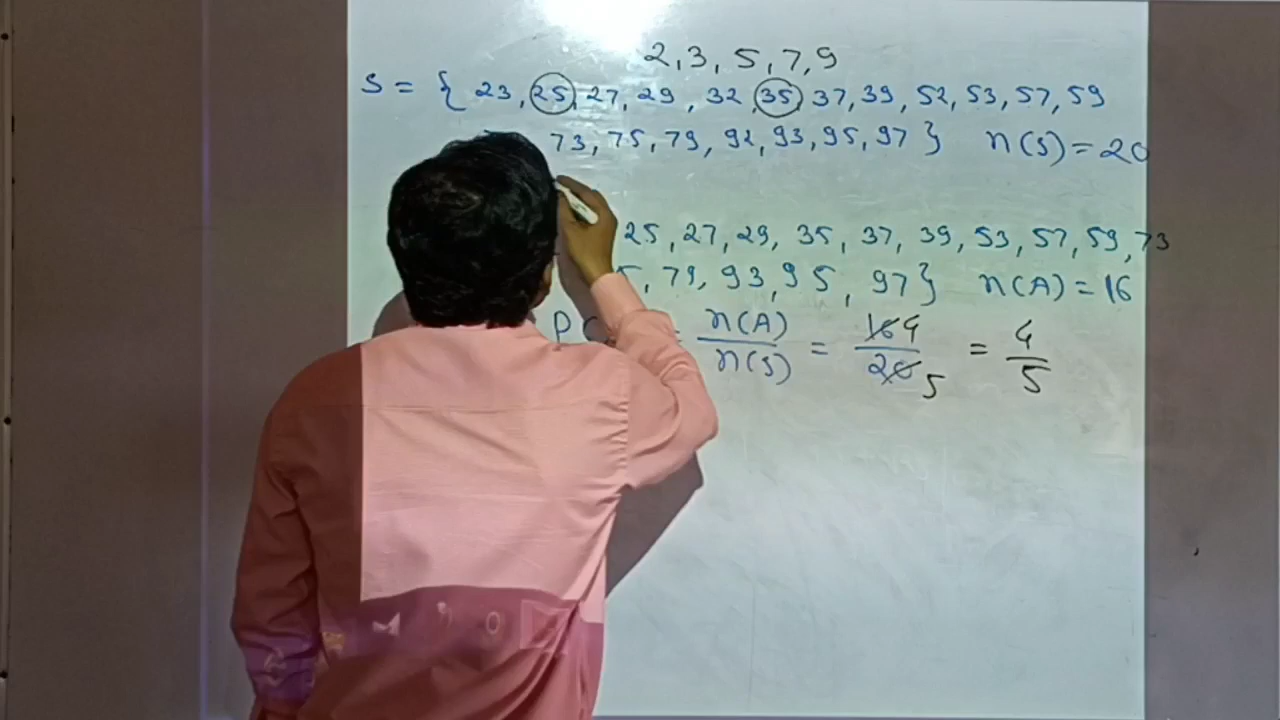 2, 3, 5, 7, 9
S = { 23, 25, 27, 29, 32, 35, 37, 39, 52, 53, 57, 59
73, 75, 79, 92, 93, 95, 97 } n(S) = 20
25, 27, 29, 35, 37, 39, 53, 57, 59, 73
, 79, 93, 95, 97 } n(A) = 16
P( = n(A)/n(S) = 16 4/20 5 = 4/5